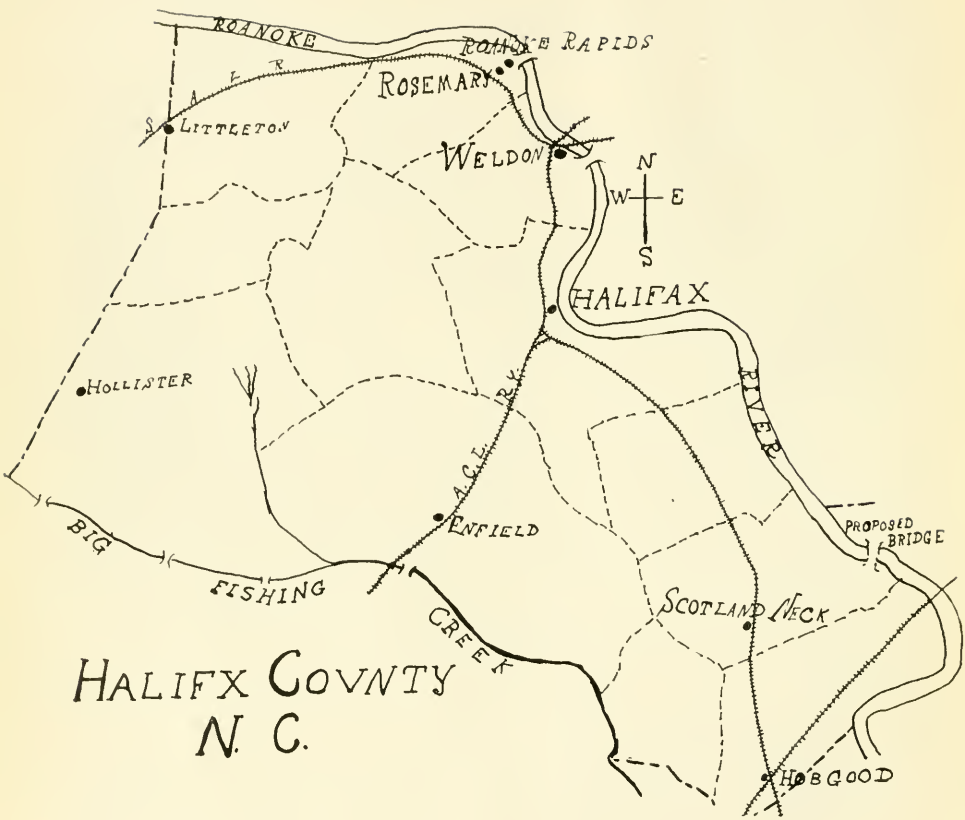 ROANOKE
ROANOKE RAPIDS
ROSEMARY
S A L R
LITTLETON
WELDON
N
W E
S
HALIFAX
HOLLISTER
RIVER
A. C. L. RY.
ENFIELD
PROPOSED
BRIDGE
BIG
FISHING
CREEK
SCOTLAND NECK
HALIFX COVNTY
N. C.
HOBGOOD